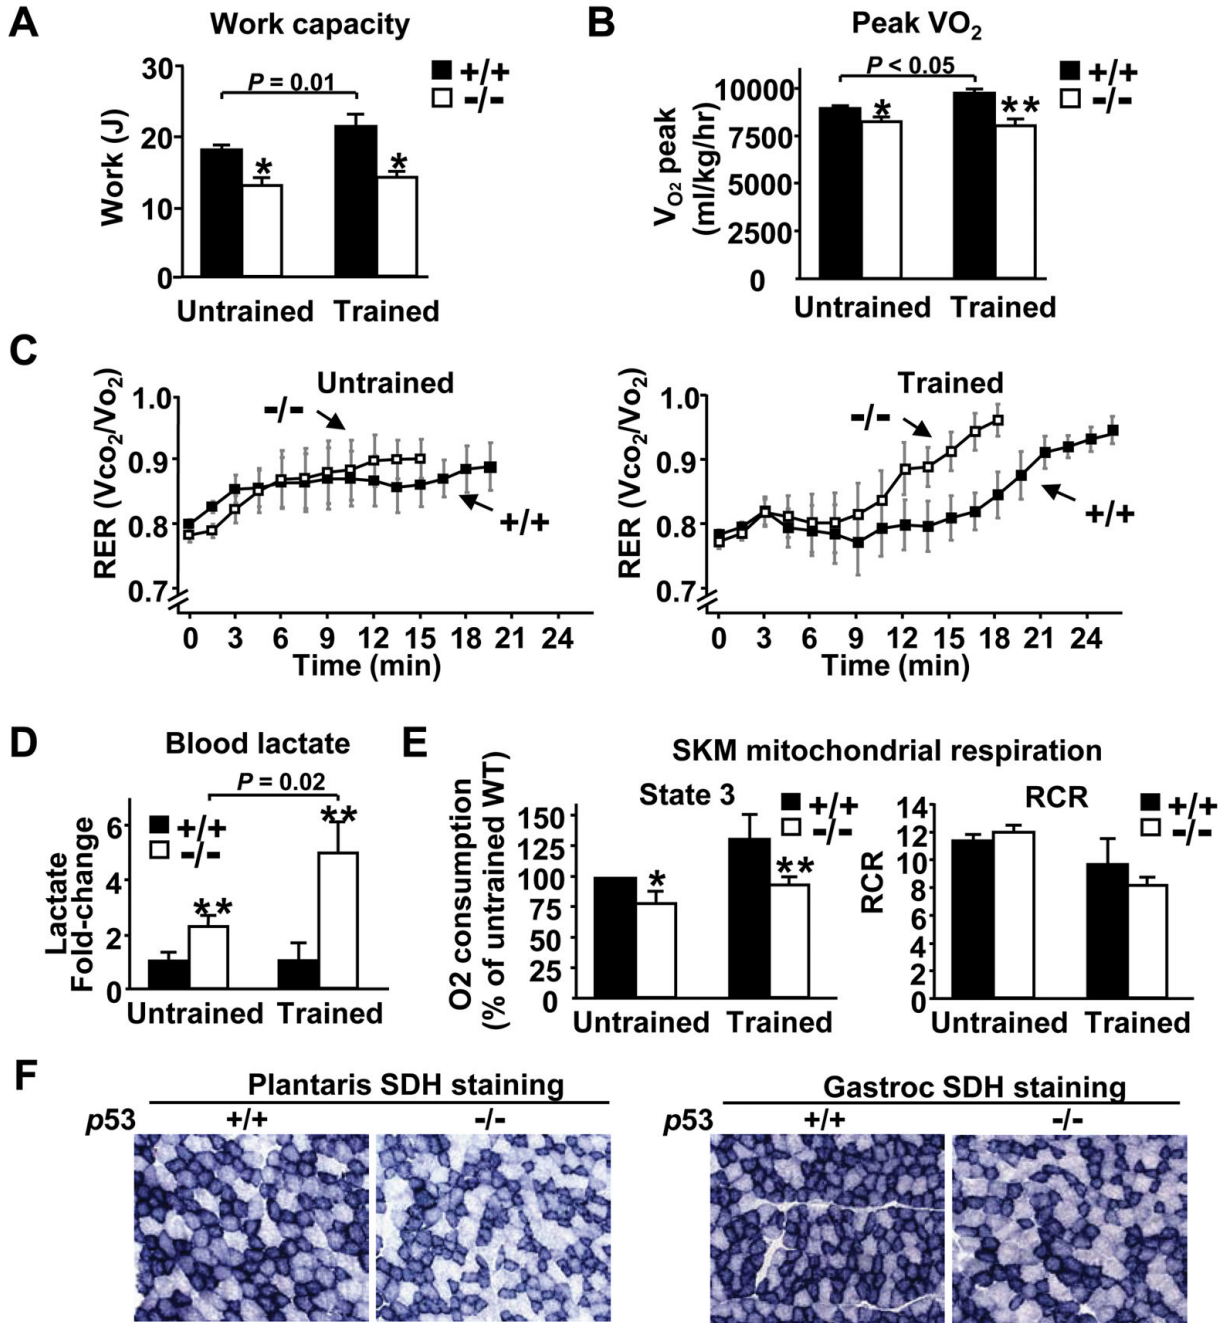 A
Work capacity
Work (J)
30
20
10
0
P = 0.01
*
*
+/+
-/-
Untrained
Trained
B
Peak VO2
VO2 peak
(ml/kg/hr)
10000
7500
5000
2500
0
P < 0.05
*
**
+/+
-/-
Untrained
Trained
C
Untrained
RER (Vco2/Vo2)
1.0
0.9
0.8
0.7
-/-
+/+
0 3 6 9 12 15 18 21 24
Time (min)
Trained
RER (Vco2/Vo2)
1.0
0.9
0.8
0.7
-/-
+/+
0 3 6 9 12 15 18 21 24
Time (min)
D
Blood lactate
Lactate
Fold-change
6
4
2
0
P = 0.02
+/+
-/-
**
**
Untrained
Trained
E
SKM mitochondrial respiration
State 3
O2 consumption
(% of untrained WT)
150
125
100
75
50
25
0
+/+
-/-
*
**
Untrained
Trained
RCR
RCR
14
12
10
8
6
4
2
0
+/+
-/-
Untrained
Trained
F
Plantaris SDH staining
p53
+/+
-/-
Gastroc SDH staining
p53
+/+
-/-